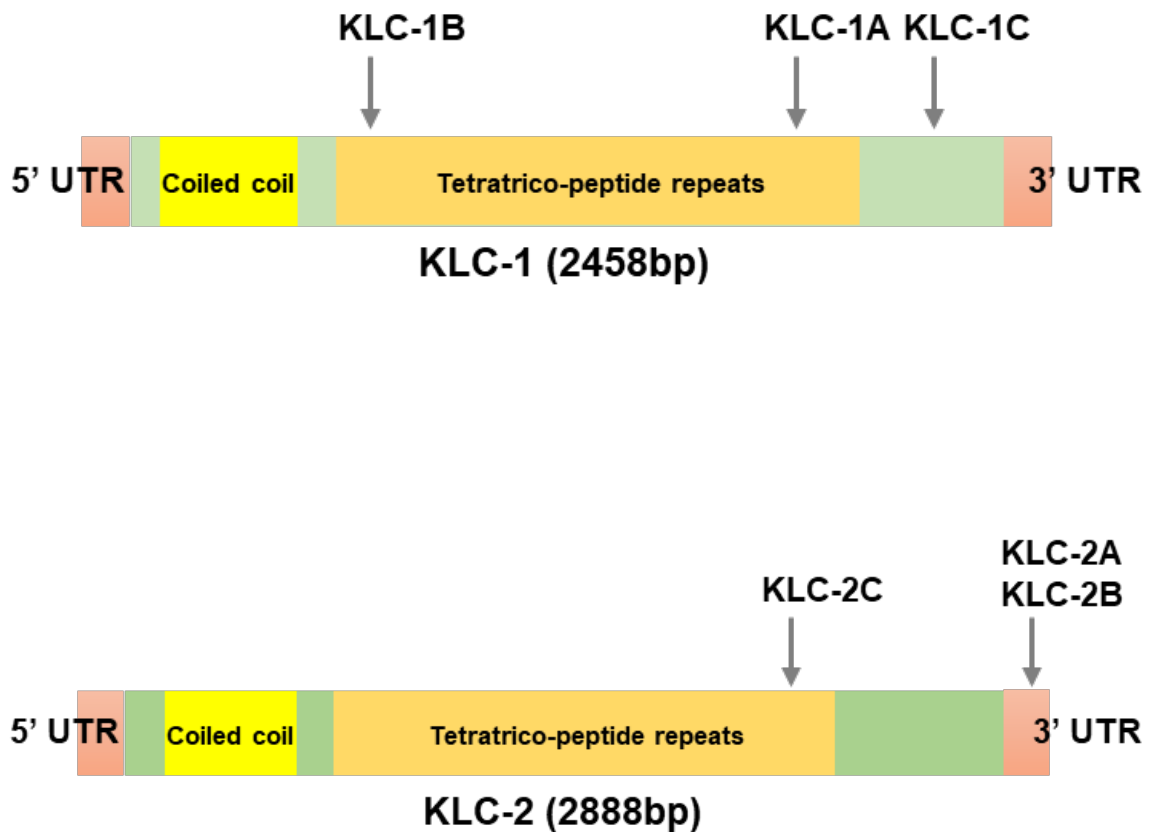 KLC-1B KLC-1A KLC-1C
5’ UTR Coiled coil Tetratrico-peptide repeats 3’ UTR
KLC-1 (2458bp)
KLC-2A
KLC-2C KLC-2B
5’ UTR Coiled coil Tetratrico-peptide repeats 3’ UTR
KLC-2 (2888bp)